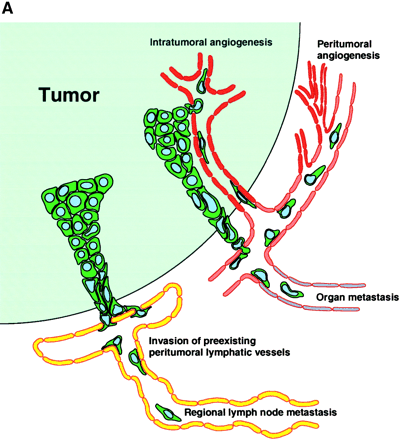 A
Intratumoral angiogenesis
Peritumoral
angiogenesis
Tumor
Organ metastasis
Invasion of preexisting
peritumoral lymphatic vessels
Regional lymph node metastasis